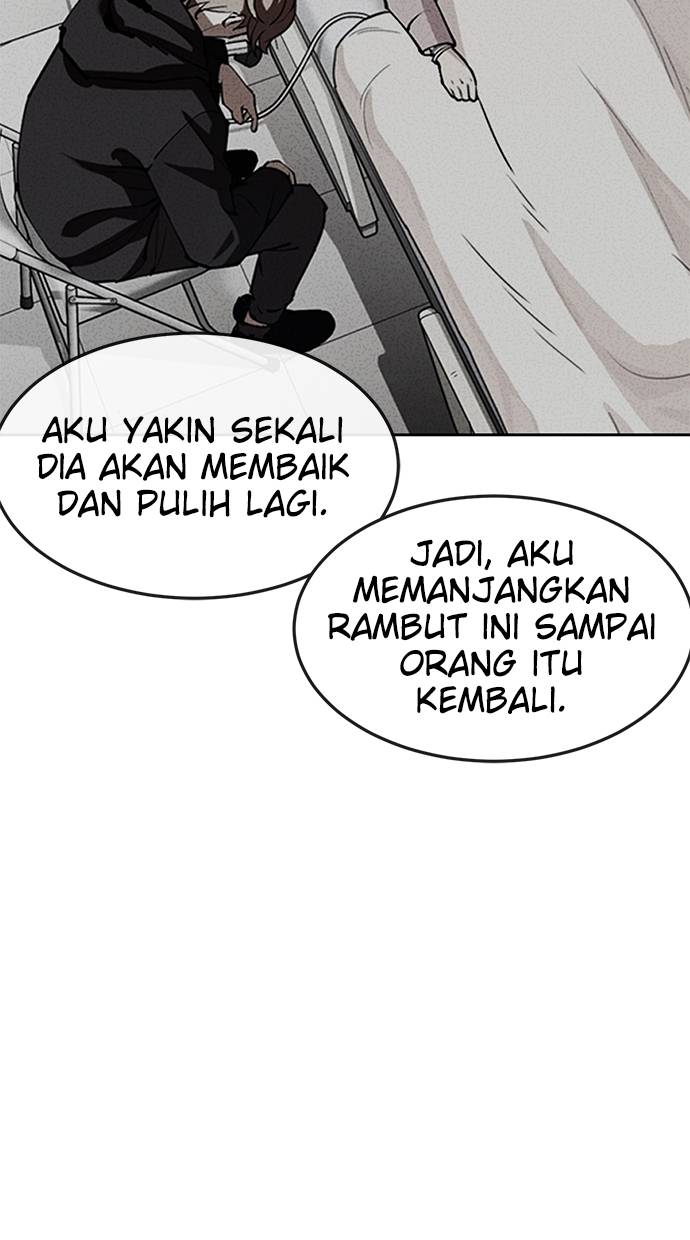 AKU YAKIN SEKALI
DIA AKAN MEMBAIK
DAN PULIH LAGI.
JADI, AKU
MEMANJANGKAN
RAMBUT INI SAMPAI
ORANG ITU
KEMBALI.